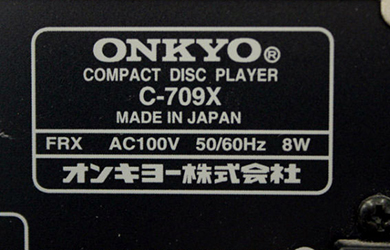 ONKYO®
COMPACT DISC PLAYER
C-709X
MADE IN JAPAN
FRX AC100V 50/60Hz 8W
オンキヨー株式会社